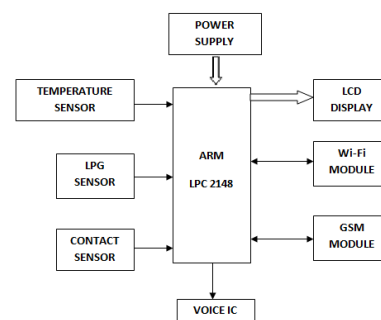 POWER
SUPPLY
TEMPERATURE
SENSOR
LCD
DISPLAY
ARM
LPC 2148
LPG
SENSOR
Wi-Fi
MODULE
CONTACT
SENSOR
GSM
MODULE
VOICE IC